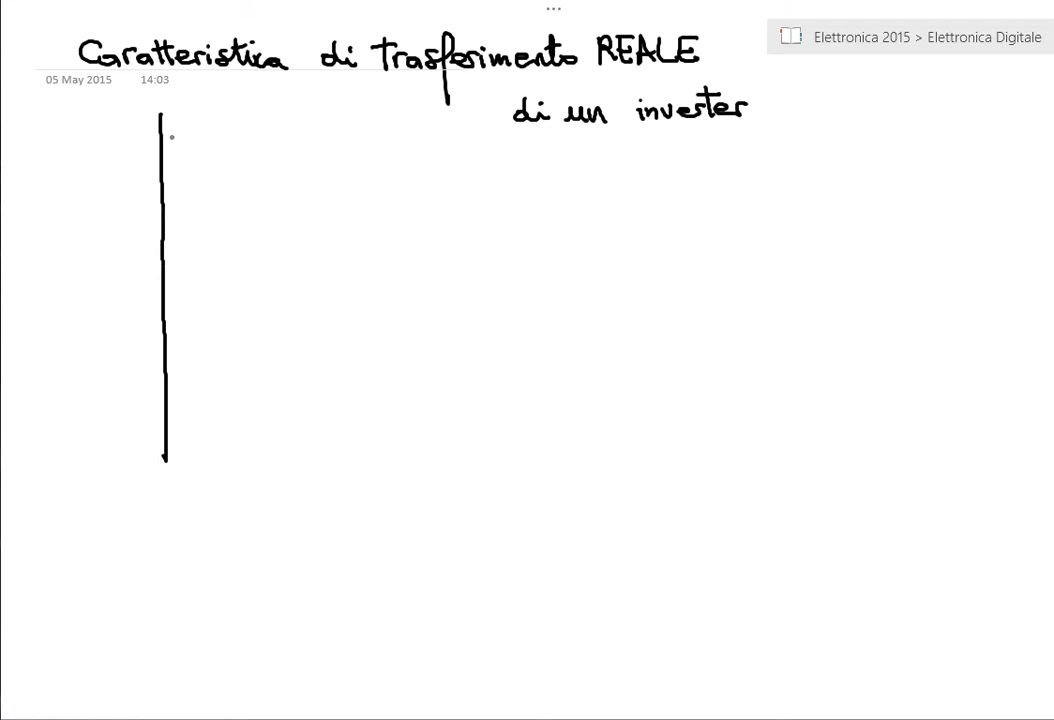 Elettronica 2015 > Elettronica Digitale
Caratteristica di trasferimento REALE
05 May 2015 14:03
di un inverter